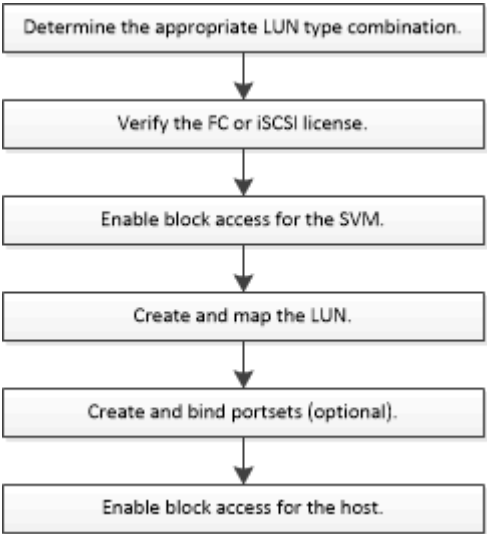 Determine the appropriate LUN type combination.
Verify the FC or iSCSI license.
Enable block access for the SVM.
Create and map the LUN.
Create and bind portsets (optional).
Enable block access for the host.